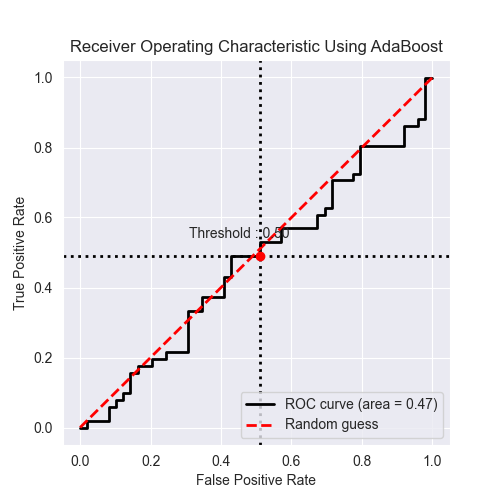 Receiver Operating Characteristic Using AdaBoost
True Positive Rate
1.0
0.8
0.6
0.4
0.2
0.0
Threshold : 0.50
ROC curve (area = 0.47)
Random guess
0.0 0.2 0.4 0.6 0.8 1.0
False Positive Rate